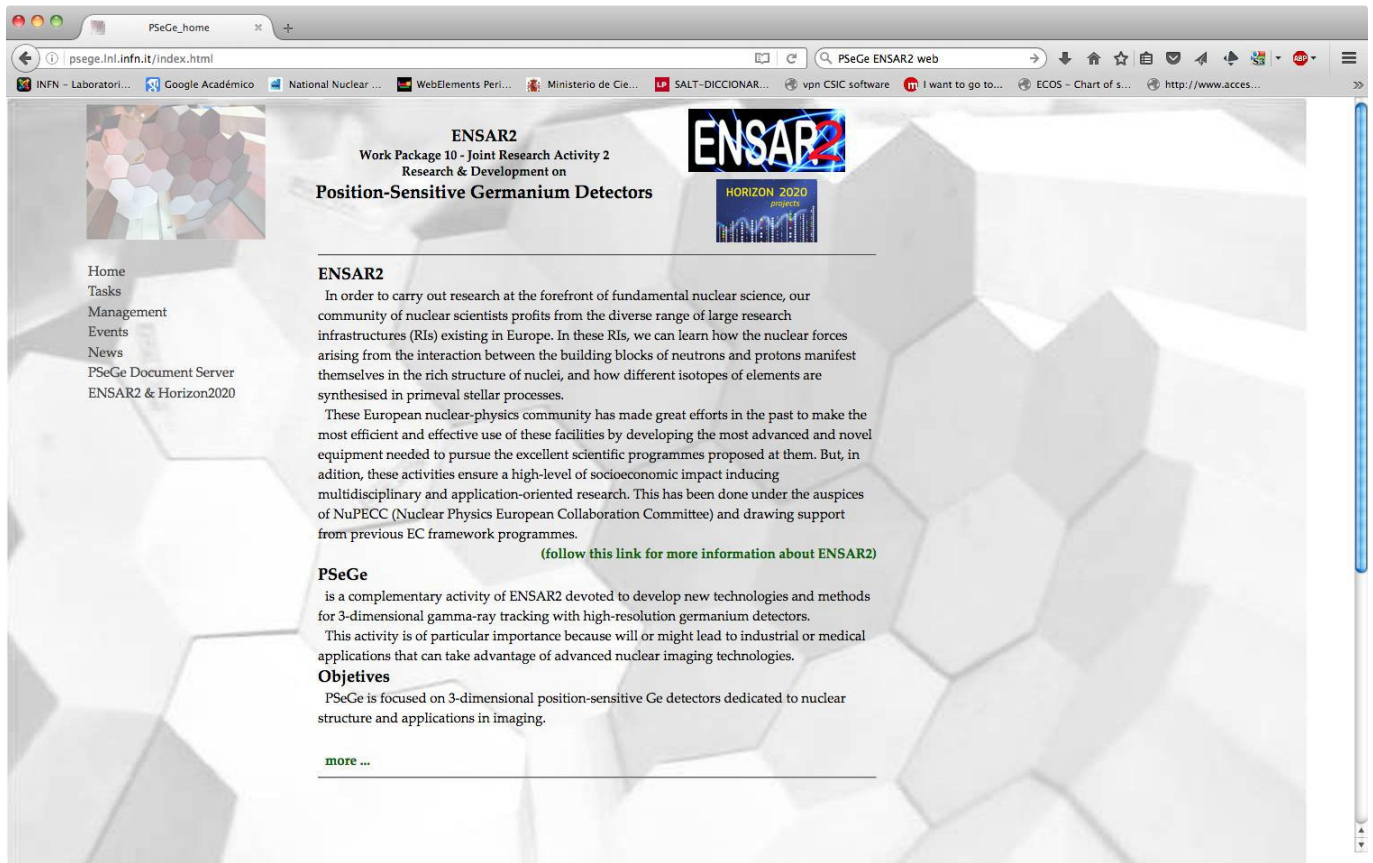 PSeGe_home
psege.lnl.infn.it/index.html
PSeGe ENSAR2 web
ABP
INFN - Laboratori...
Google Académico
National Nuclear ...
WebElements Peri...
Ministerio de Cie...
LP SALT-DICCIONAR...
vpn CSIC software
m I want to go to...
ECOS - Chart of s...
http://www.acces...
ENSAR2
Work Package 10 - Joint Research Activity 2
Research & Development on
Position-Sensitive Germanium Detectors
ENSAR2
HORIZON 2020
projects
Home
Tasks
Management
Events
News
PSeGe Document Server
ENSAR2 & Horizon2020
ENSAR2
In order to carry out research at the forefront of fundamental nuclear science, our
community of nuclear scientists profits from the diverse range of large research
infrastructures (RIs) existing in Europe. In these RIs, we can learn how the nuclear forces
arising from the interaction between the building blocks of neutrons and protons manifest
themselves in the rich structure of nuclei, and how different isotopes of elements are
synthesised in primeval stellar processes.
These European nuclear-physics community has made great efforts in the past to make the
most efficient and effective use of these facilities by developing the most advanced and novel
equipment needed to pursue the excellent scientific programmes proposed at them. But, in
adition, these activities ensure a high-level of socioeconomic impact inducing
multidisciplinary and application-oriented research. This has been done under the auspices
of NuPECC (Nuclear Physics European Collaboration Committee) and drawing support
from previous EC framework programmes.
(follow this link for more information about ENSAR2)
PSeGe
is a complementary activity of ENSAR2 devoted to develop new technologies and methods
for 3-dimensional gamma-ray tracking with high-resolution germanium detectors.
This activity is of particular importance because will or might lead to industrial or medical
applications that can take advantage of advanced nuclear imaging technologies.
Objetives
PSeGe is focused on 3-dimensional position-sensitive Ge detectors dedicated to nuclear
structure and applications in imaging.
more ...